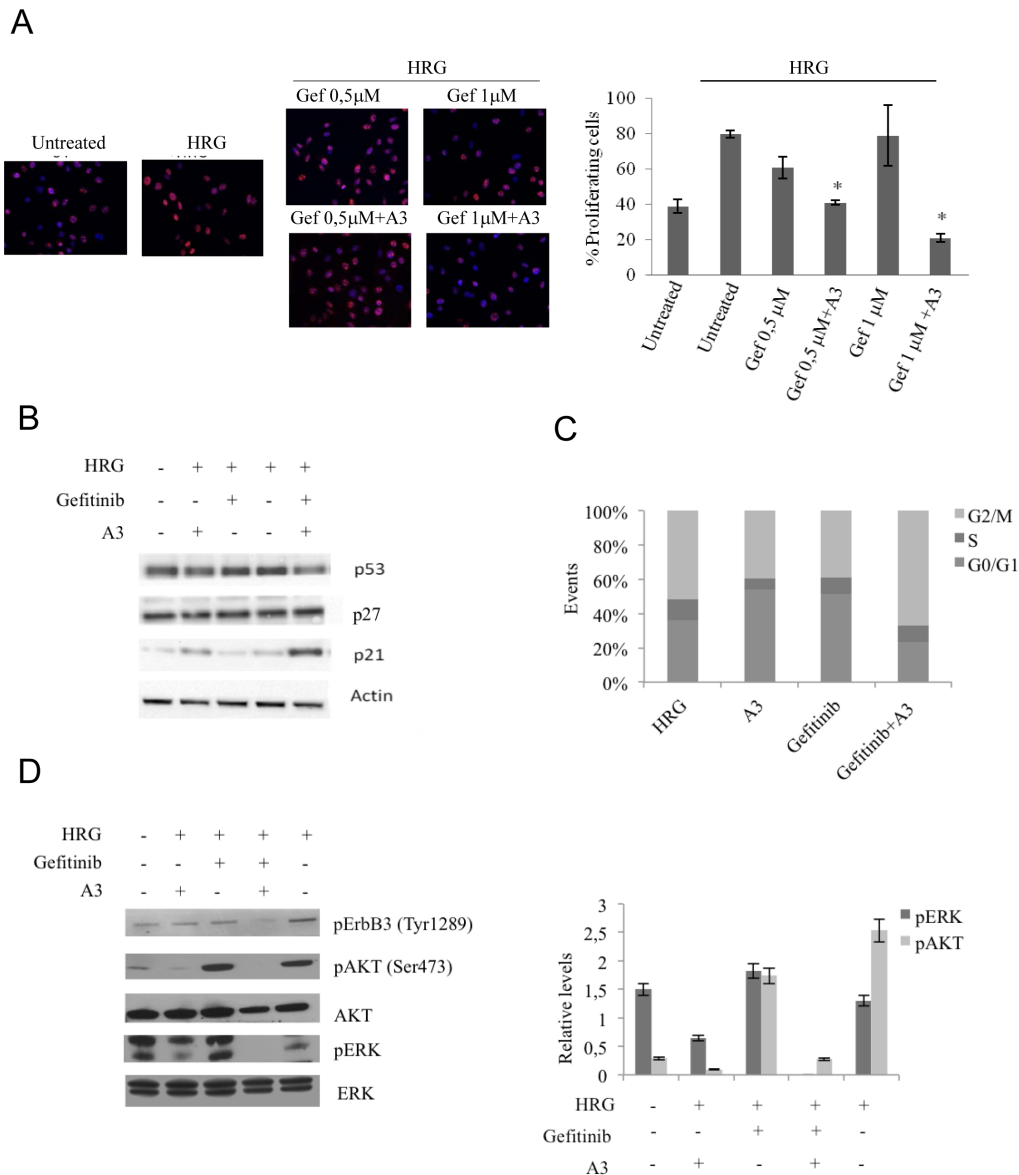 A
HRG
Gef 0,5μM Gef 1μM
Untreated HRG
Gef 0,5μM+A3 Gef 1μM+A3
HRG
% Proliferating cells
100
80
60
40
20
0
* *
Untreated Untreated Gef 0,5 μM Gef 0,5 μM+A3 Gef 1 μM Gef 1 μM +A3
B
HRG - + + + +
Gefitinib - - + - +
A3 - + - - +
p53
p27
p21
Actin
C
Events
100%
80%
60%
40%
20%
0%
G2/M
S
G0/G1
HRG A3 Gefitinib Gefitinib+A3
D
HRG - + + + +
Gefitinib - - + + -
A3 - + - + -
pErbB3 (Tyr1289)
pAKT (Ser473)
AKT
pERK
ERK
Relative levels
3
2,5
2
1,5
1
0,5
0
pERK
pAKT
HRG - + + + +
Gefitinib - - + + -
A3 - + - + -